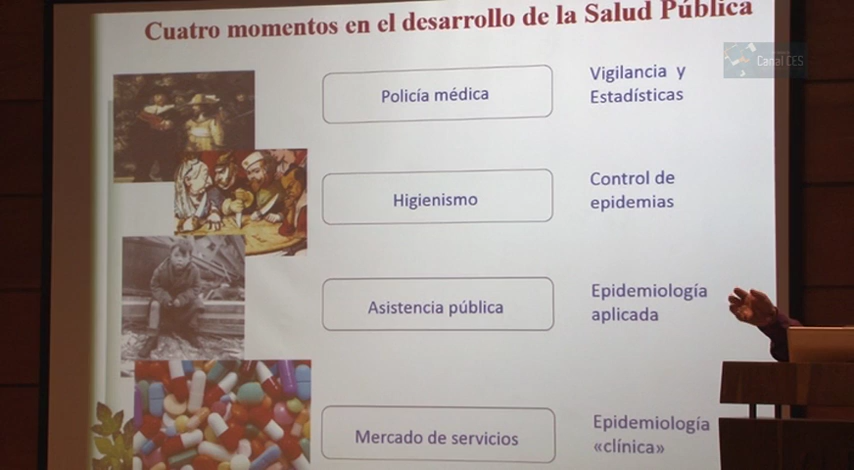 Cuatro momentos en el desarrollo de la Salud Pública
Canal CES
Policía médica
Vigilancia y
Estadísticas
Higienismo
Control de
epidemias
Asistencia pública
Epidemiología
aplicada
Mercado de servicios
Epidemiología
«clínica»